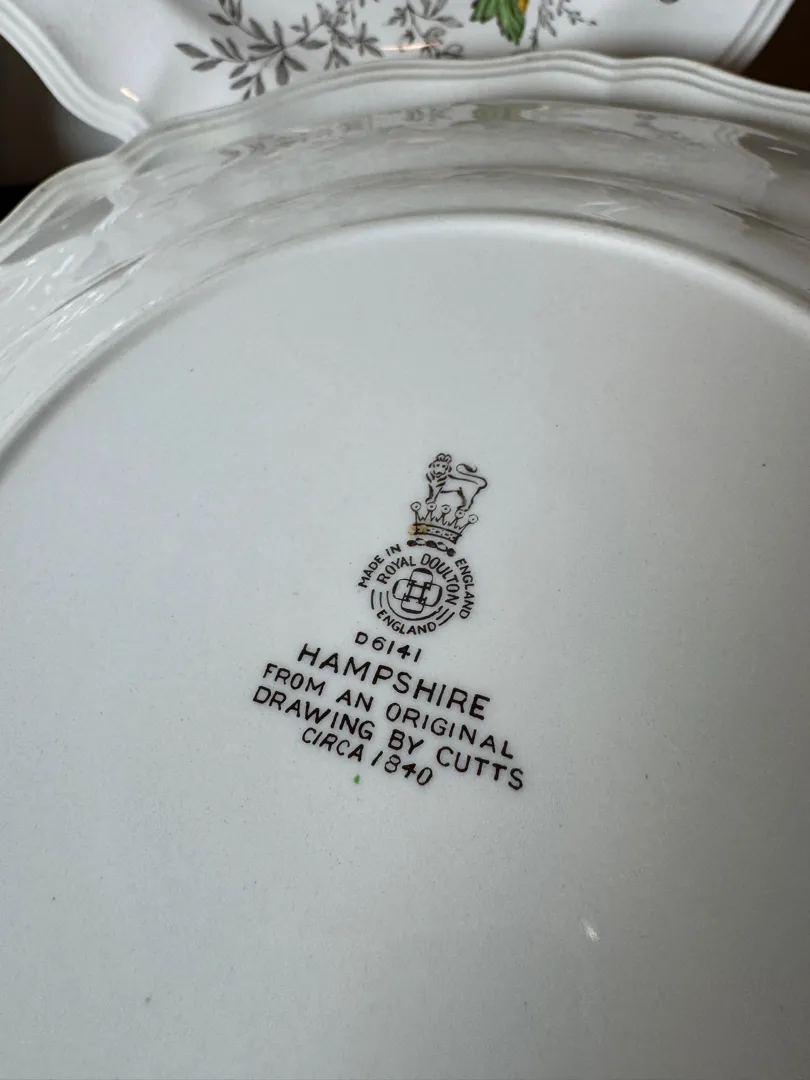 MADE IN ENGLAND
ROYAL DOULTON
ENGLAND
D6141
HAMPSHIRE
FROM AN ORIGINAL
DRAWING BY CUTTS
CIRCA 1840